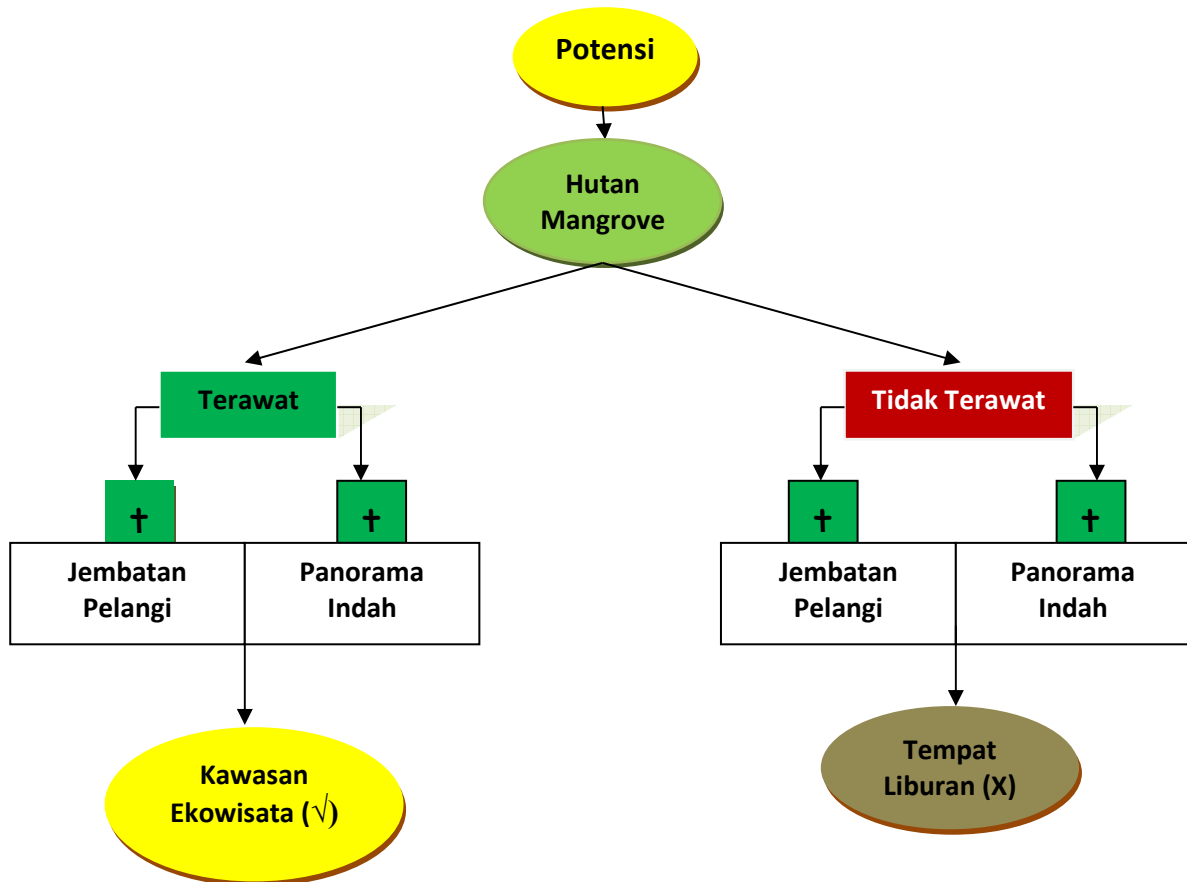 Potensi
Hutan
Mangrove
Terawat
Tidak Terawat
†
†
†
†
Jembatan
Pelangi
Panorama
Indah
Jembatan
Pelangi
Panorama
Indah
Kawasan
Ekowisata (√)
Tempat
Liburan (X)